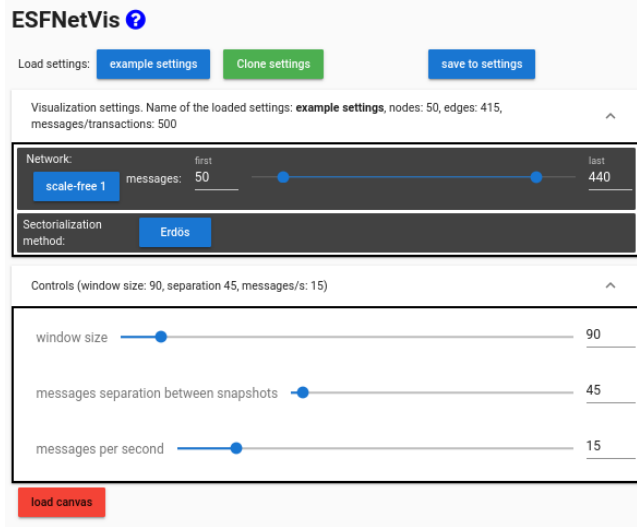 ESFNetVis ?
Load settings: example settings Clone settings save to settings
Visualization settings. Name of the loaded settings: example settings, nodes: 50, edges: 415,
messages/transactions: 500
Network:
scale-free 1
messages:
first
50
last
440
Sectorialization
method:
Erdös
Controls (window size: 90, separation 45, messages/s: 15)
window size 90
messages separation between snapshots 45
messages per second 15
load canvas